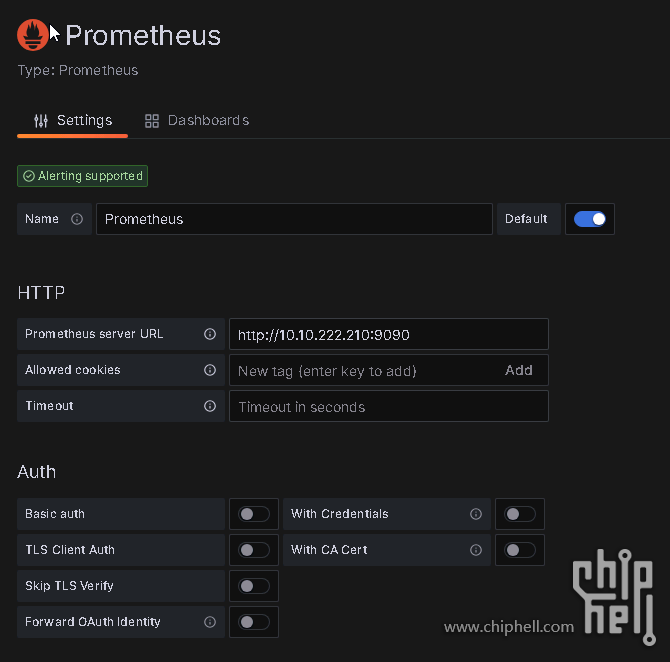 Prometheus
Type: Prometheus
Settings Dashboards
Alerting supported
Name Prometheus Default
HTTP
Prometheus server URL http://10.10.222.210:9090
Allowed cookies New tag (enter key to add) Add
Timeout Timeout in seconds
Auth
Basic auth With Credentials
TLS Client Auth With CA Cert
Skip TLS Verify
Forward OAuth Identity
www.chiphell.com
chip
hell